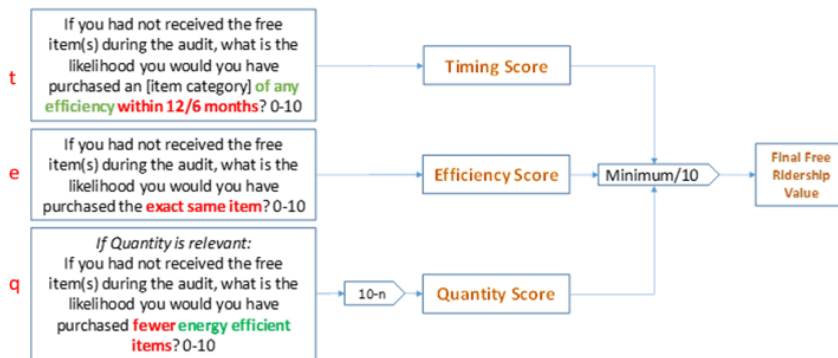 t
If you had not received the free
item(s) during the audit, what is the
likelihood you would you have
purchased an [item category] of any
efficiency within 12/6 months? 0-10
Timing Score
e
If you had not received the free
item(s) during the audit, what is the
likelihood you would you have
purchased the exact same item? 0-10
Efficiency Score
Minimum/10
Final Free
Ridership
Value
q
If Quantity is relevant:
If you had not received the free
item(s) during the audit, what is the
likelihood you would you have
purchased fewer energy efficient
items? 0-10
10-n
Quantity Score